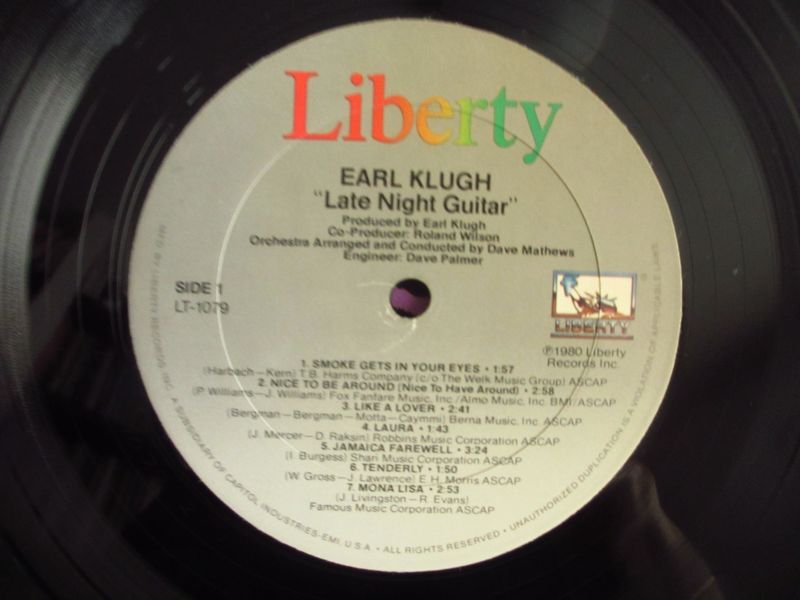 Liberty
EARL KLUGH
"Late Night Guitar"
Produced by Earl Klugh
Co-Producer: Roland Wilson
Orchestra Arranged and Conducted by Dave Mathews
Engineer: Dave Palmer
SIDE 1
LT-1079
LIBERTY
℗1980 Liberty
Records Inc.
1. SMOKE GETS IN YOUR EYES • 1:57
(Harbach—Kern) T.B. Harms Company (c/o The Welk Music Group) ASCAP
2. NICE TO BE AROUND (Nice To Have Around) • 2:58
(P. Williams—J. Williams) Fox Fanfare Music, Inc./Almo Music, Inc. BMI/ASCAP
3. LIKE A LOVER • 2:41
(Bergman—Bergman—Motta—Caymmi) Berna Music, Inc. ASCAP
4. LAURA • 1:43
(J. Mercer—D. Raksin) Robbins Music Corporation ASCAP
5. JAMAICA FAREWELL • 3:24
(I. Burgess) Shari Music Corporation ASCAP
6. TENDERLY • 1:50
(W. Gross—J. Lawrence) E.H. Morris ASCAP
7. MONA LISA • 2:53
(J. Livingston—R. Evans)
Famous Music Corporation ASCAP
MFD. BY LIBERTY RECORDS, INC. A SUBSIDIARY OF CAPITOL INDUSTRIES-EMI, U.S.A. • ALL RIGHTS RESERVED • UNAUTHORIZED DUPLICATION IS A VIOLATION OF APPLICABLE LAWS